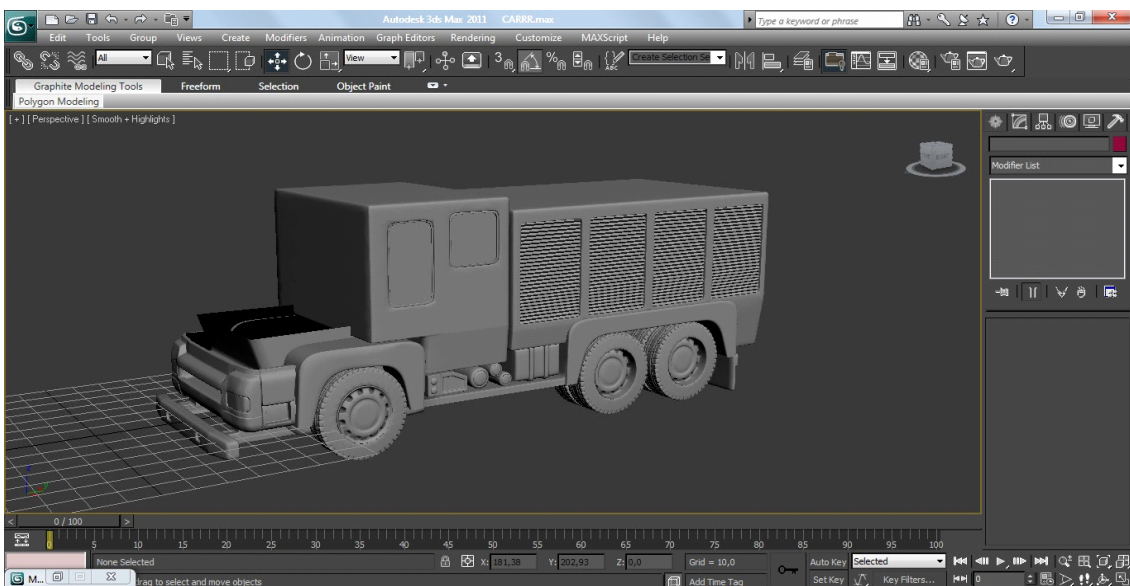 Autodesk 3ds Max 2011 CARRR.max
Type a keyword or phrase
Edit Tools Group Views Create Modifiers Animation Graph Editors Rendering Customize MAXScript Help
All View 3 Create Selection Se
Graphite Modeling Tools Freeform Selection Object Paint
Polygon Modeling
[ + ] [ Perspective ] [ Smooth + Highlights ]
Modifier List
< 0 / 100 >
0 5 10 15 20 25 30 35 40 45 50 55 60 65 70 75 80 85 90 95 100
None Selected X: 181,38 Y: 202,93 Z: 0,0 Grid = 10,0 Auto Key Selected
M... drag to select and move objects Add Time Tag Set Key Key Filters... 0